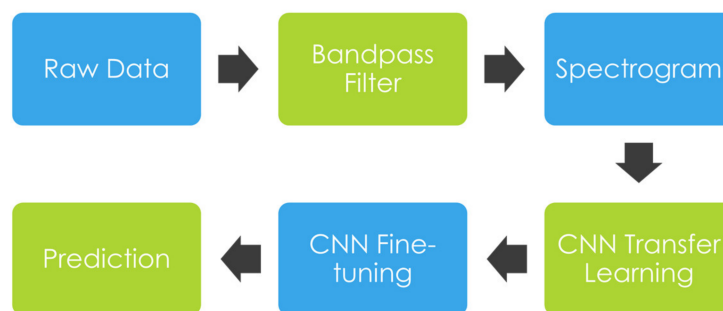 Raw Data
Bandpass
Filter
Spectrogram
CNN Transfer
Learning
CNN Fine-
tuning
Prediction